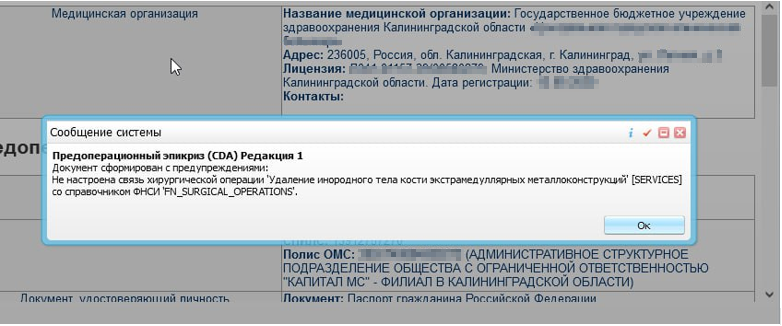 Медицинская организация
Название медицинской организации: Государственное бюджетное учреждение
здравоохранения Калининградской области
Адрес: 236005, Россия, обл. Калининградская, г. Калининград,
Лицензия: Министерство здравоохранения
Калининградской области. Дата регистрации:
Контакты:
Сообщение системы
Предоперационный эпикриз (CDA) Редакция 1
Документ сформирован с предупреждениями:
Не настроена связь хирургической операции 'Удаление инородного тела кости экстрамедуллярных металлоконструкций' [SERVICES]
со справочником ФНСИ 'FN_SURGICAL_OPERATIONS'.
Ок
Полис ОМС: (АДМИНИСТРАТИВНОЕ СТРУКТУРНОЕ
ПОДРАЗДЕЛЕНИЕ ОБЩЕСТВА С ОГРАНИЧЕННОЙ ОТВЕТСТВЕННОСТЬЮ
"КАПИТАЛ МС" - ФИЛИАЛ В КАЛИНИНГРАДСКОЙ ОБЛАСТИ)
Документ, удостоверяющий личность
Документ: Паспорт гражданина Российской Федерации